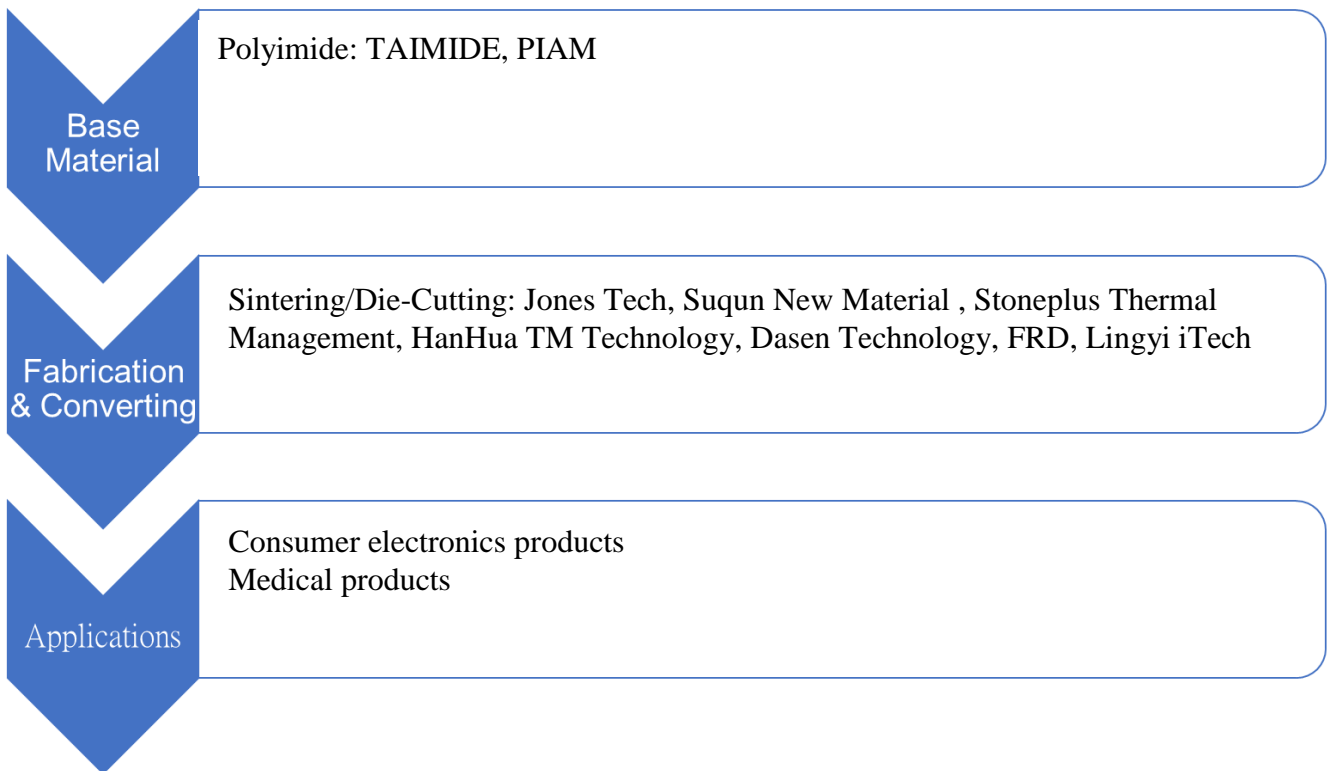 Base
Material
Polyimide: TAIMIDE, PIAM
Fabrication
& Converting
Sintering/Die-Cutting: Jones Tech, Suqun New Material , Stoneplus Thermal
Management, HanHua TM Technology, Dasen Technology, FRD, Lingyi iTech
Applications
Consumer electronics products
Medical products